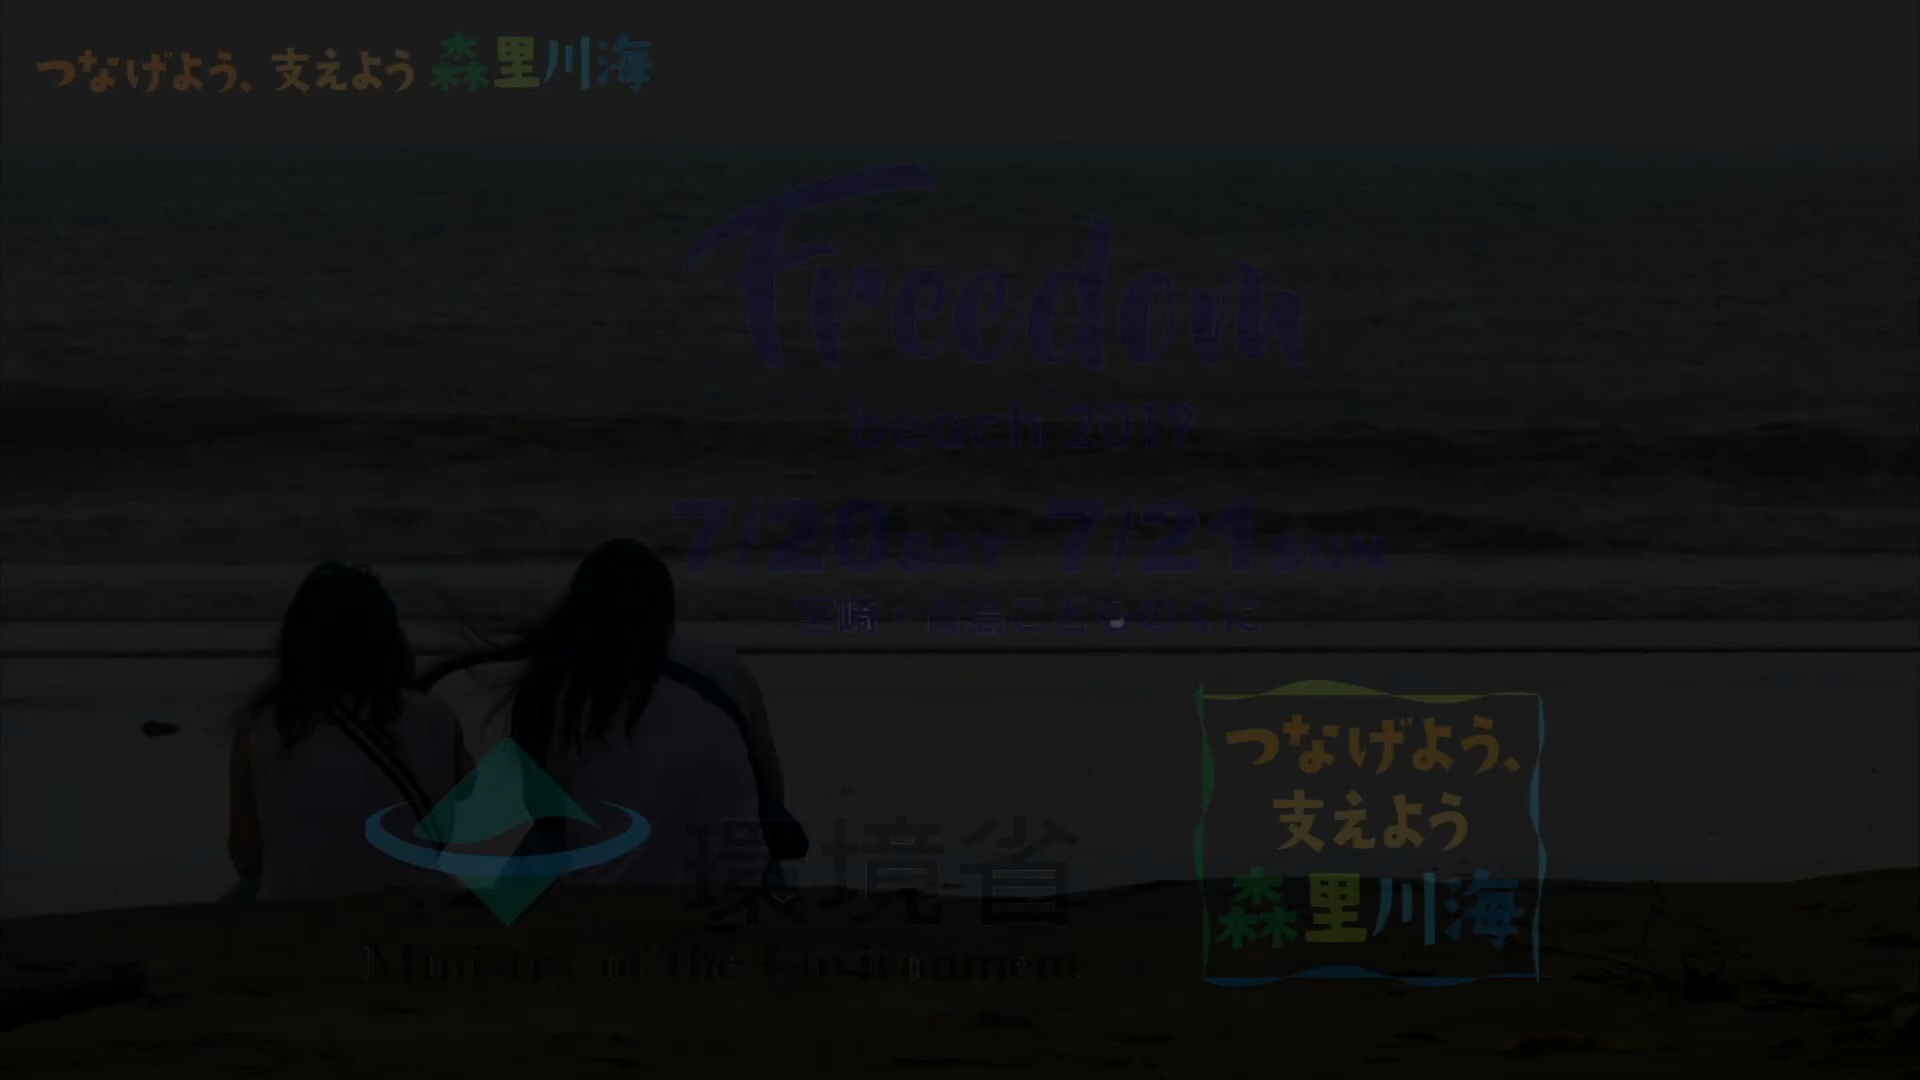 つなげよう、支えよう 森里川海
Freedom
beach 2019
7/20 SAT 7/21 SUN
宮崎・青島こどものくに
環境省
Ministry of the Environment
つなげよう、
支えよう
森里川海